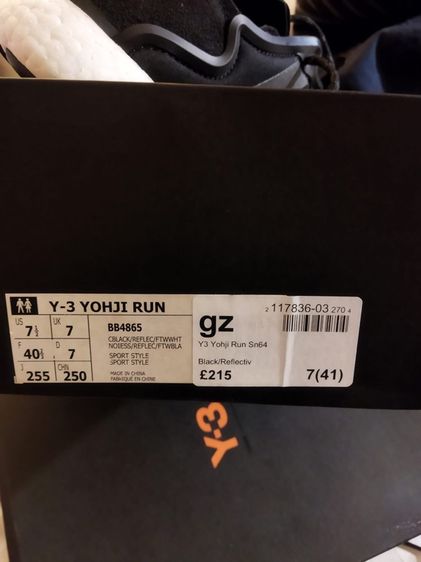 Y-3 YOHJI RUN
US UK
7½ 7
F D
40⅔ 7
J CHN
255 250
BB4865
CBLACK/REFLEC/FTWWHT
NOIESS/REFLEC/FTWBLA
SPORT STYLE
SPORT STYLE
MADE IN CHINA
FABRIQUE EN CHINE
gz
2 117836-03 270 4
Y3 Yohji Run Sn64
Black/Reflectiv
£215
7(41)
Y-3